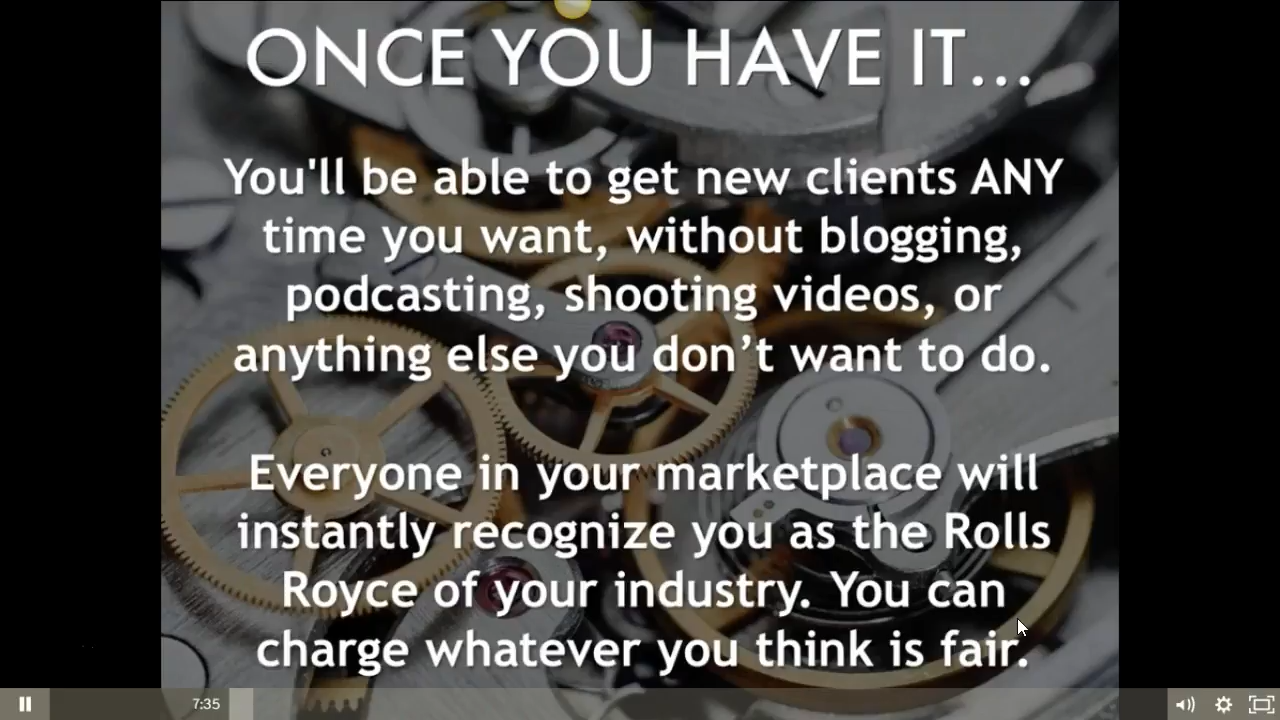 ONCE YOU HAVE IT...
You'll be able to get new clients ANY
time you want, without blogging,
podcasting, shooting videos, or
anything else you don’t want to do.
Everyone in your marketplace will
instantly recognize you as the Rolls
Royce of your industry. You can
charge whatever you think is fair.
7:35